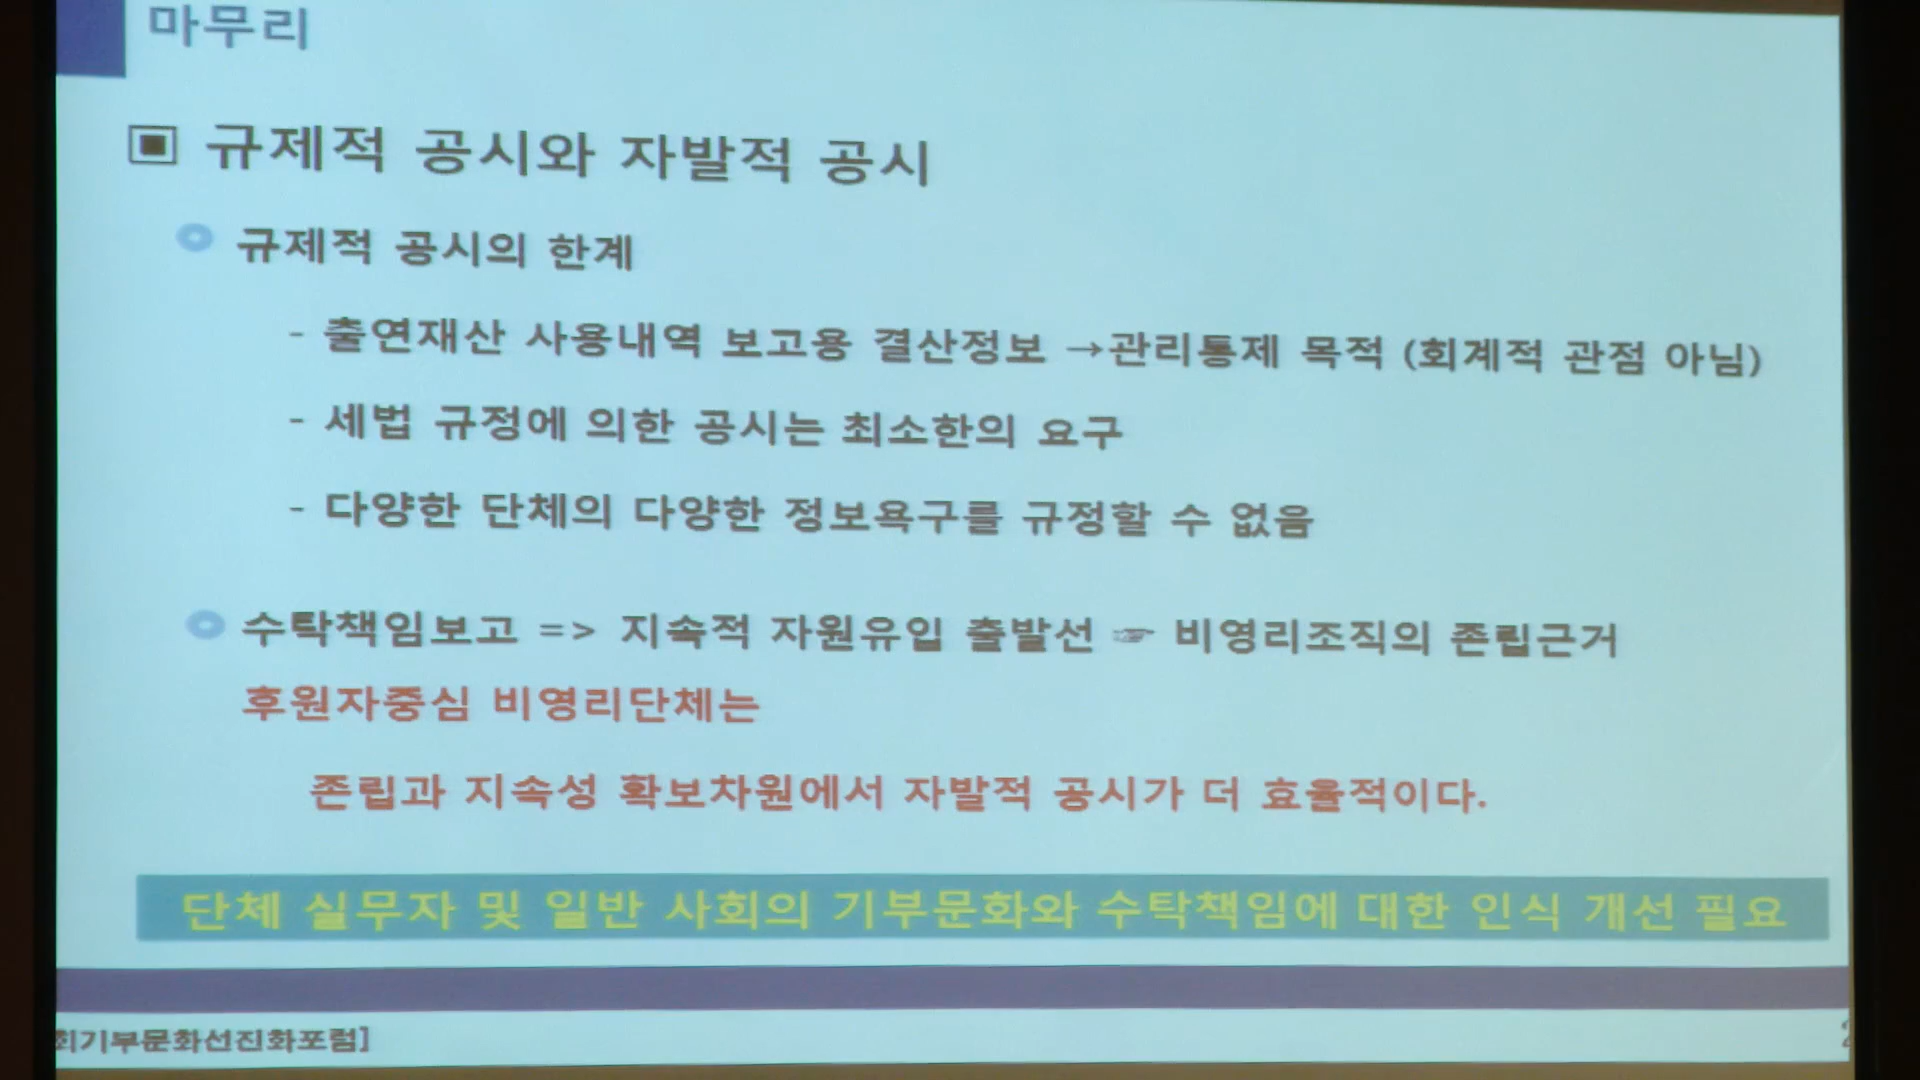 마무리
▣ 규제적 공시와 자발적 공시
규제적 공시의 한계
- 출연재산 사용내역 보고용 결산정보 →관리통제 목적 (회계적 관점 아님)
- 세법 규정에 의한 공시는 최소한의 요구
- 다양한 단체의 다양한 정보욕구를 규정할 수 없음
수탁책임보고 => 지속적 자원유입 출발선 ☞ 비영리조직의 존립근거
후원자중심 비영리단체는
존립과 지속성 확보차원에서 자발적 공시가 더 효율적이다.
단체 실무자 및 일반 사회의 기부문화와 수탁책임에 대한 인식 개선 필요
회기부문화선진화포럼]